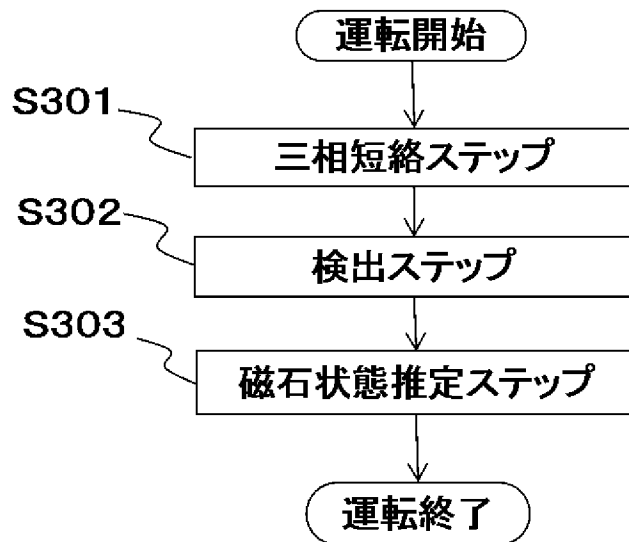 運転開始
S301
三相短絡ステップ
S302
検出ステップ
S303
磁石状態推定ステップ
運転終了